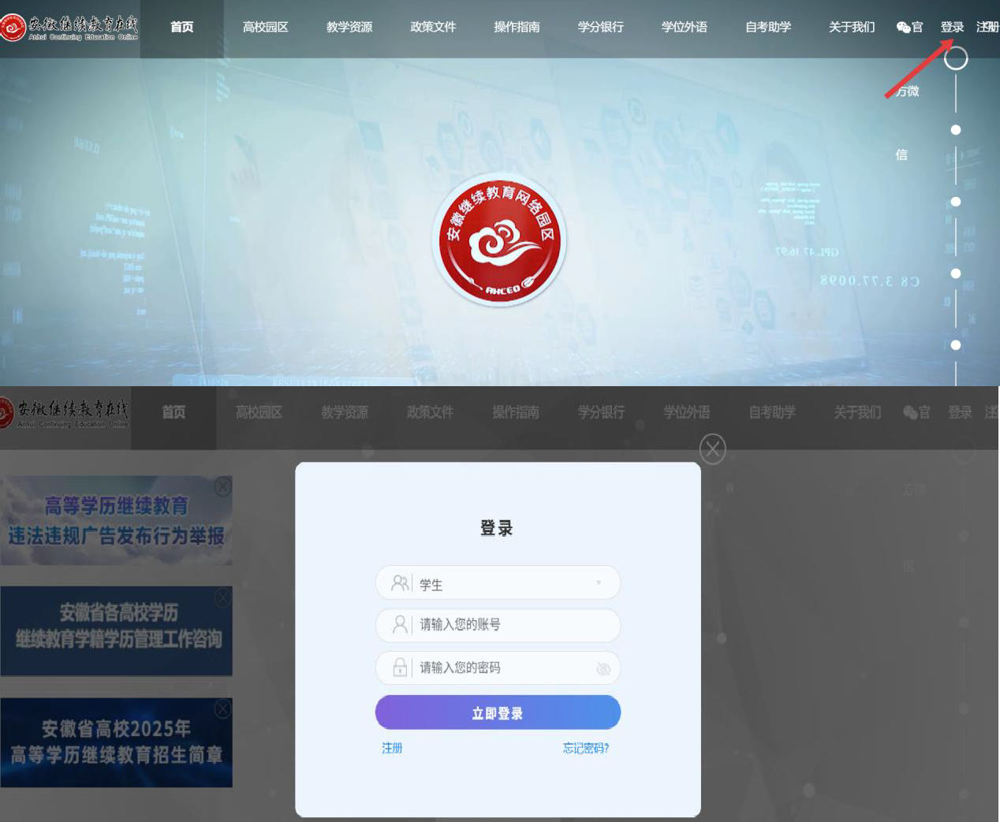 安徽继续教育在线
Anhui Continuing Education Online
首页 高校园区 教学资源 政策文件 操作指南 学分银行 学位外语 自考助学 关于我们 官 登录 注册
方微
信
安徽继续教育网络园区
AHCEO
GPL.47 16.97
C8 3.77.0098
安徽继续教育在线
Anhui Continuing Education Online
首页 高校园区 教学资源 政策文件 操作指南 学分银行 学位外语 自考助学 关于我们 官 登录 注
方微
信
高等学历继续教育
违法违规广告发布行为举报
安徽省各高校学历
继续教育学籍学历管理工作咨询
安徽省高校2025年
高等学历继续教育招生简章
登录
学生
请输入您的账号
请输入您的密码
立即登录
注册 忘记密码?